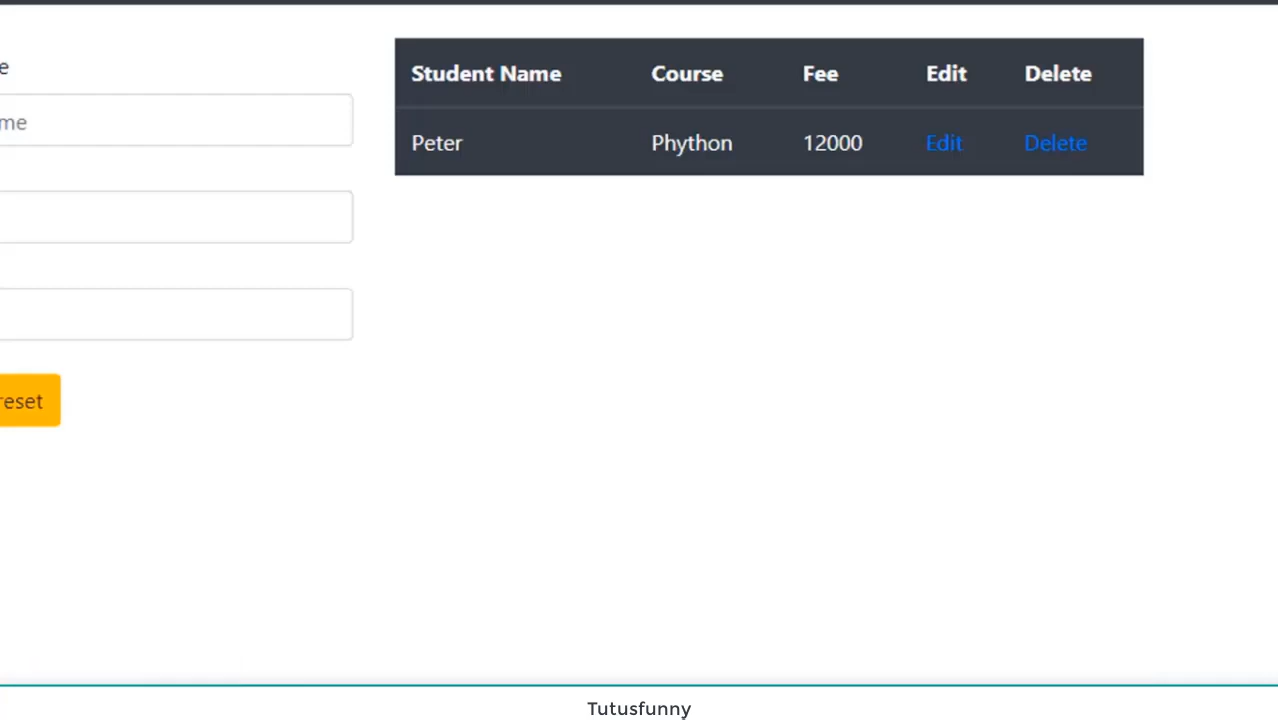 e
me
reset
Student Name Course Fee Edit Delete
Peter Phython 12000 Edit Delete
Tutusfunny